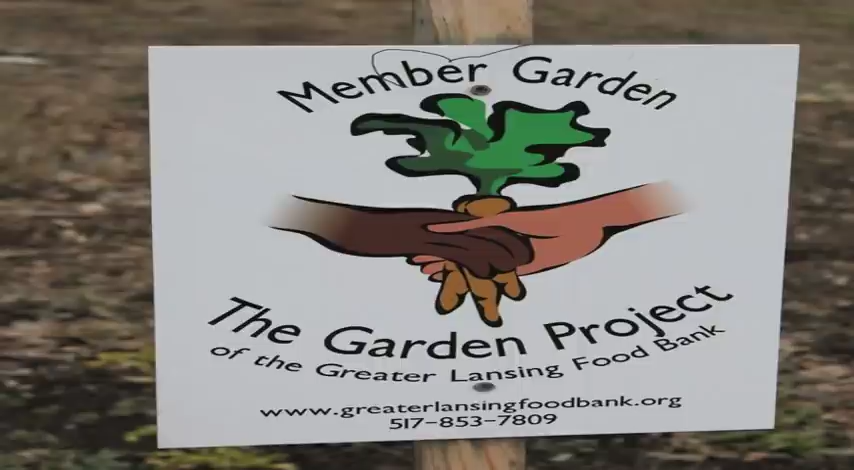 Member Garden
The Garden Project
of the Greater Lansing Food Bank
www.greaterlansingfoodbank.org
517-853-7809